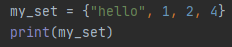 my_set = {"hello", 1, 2, 4}
print(my_set)